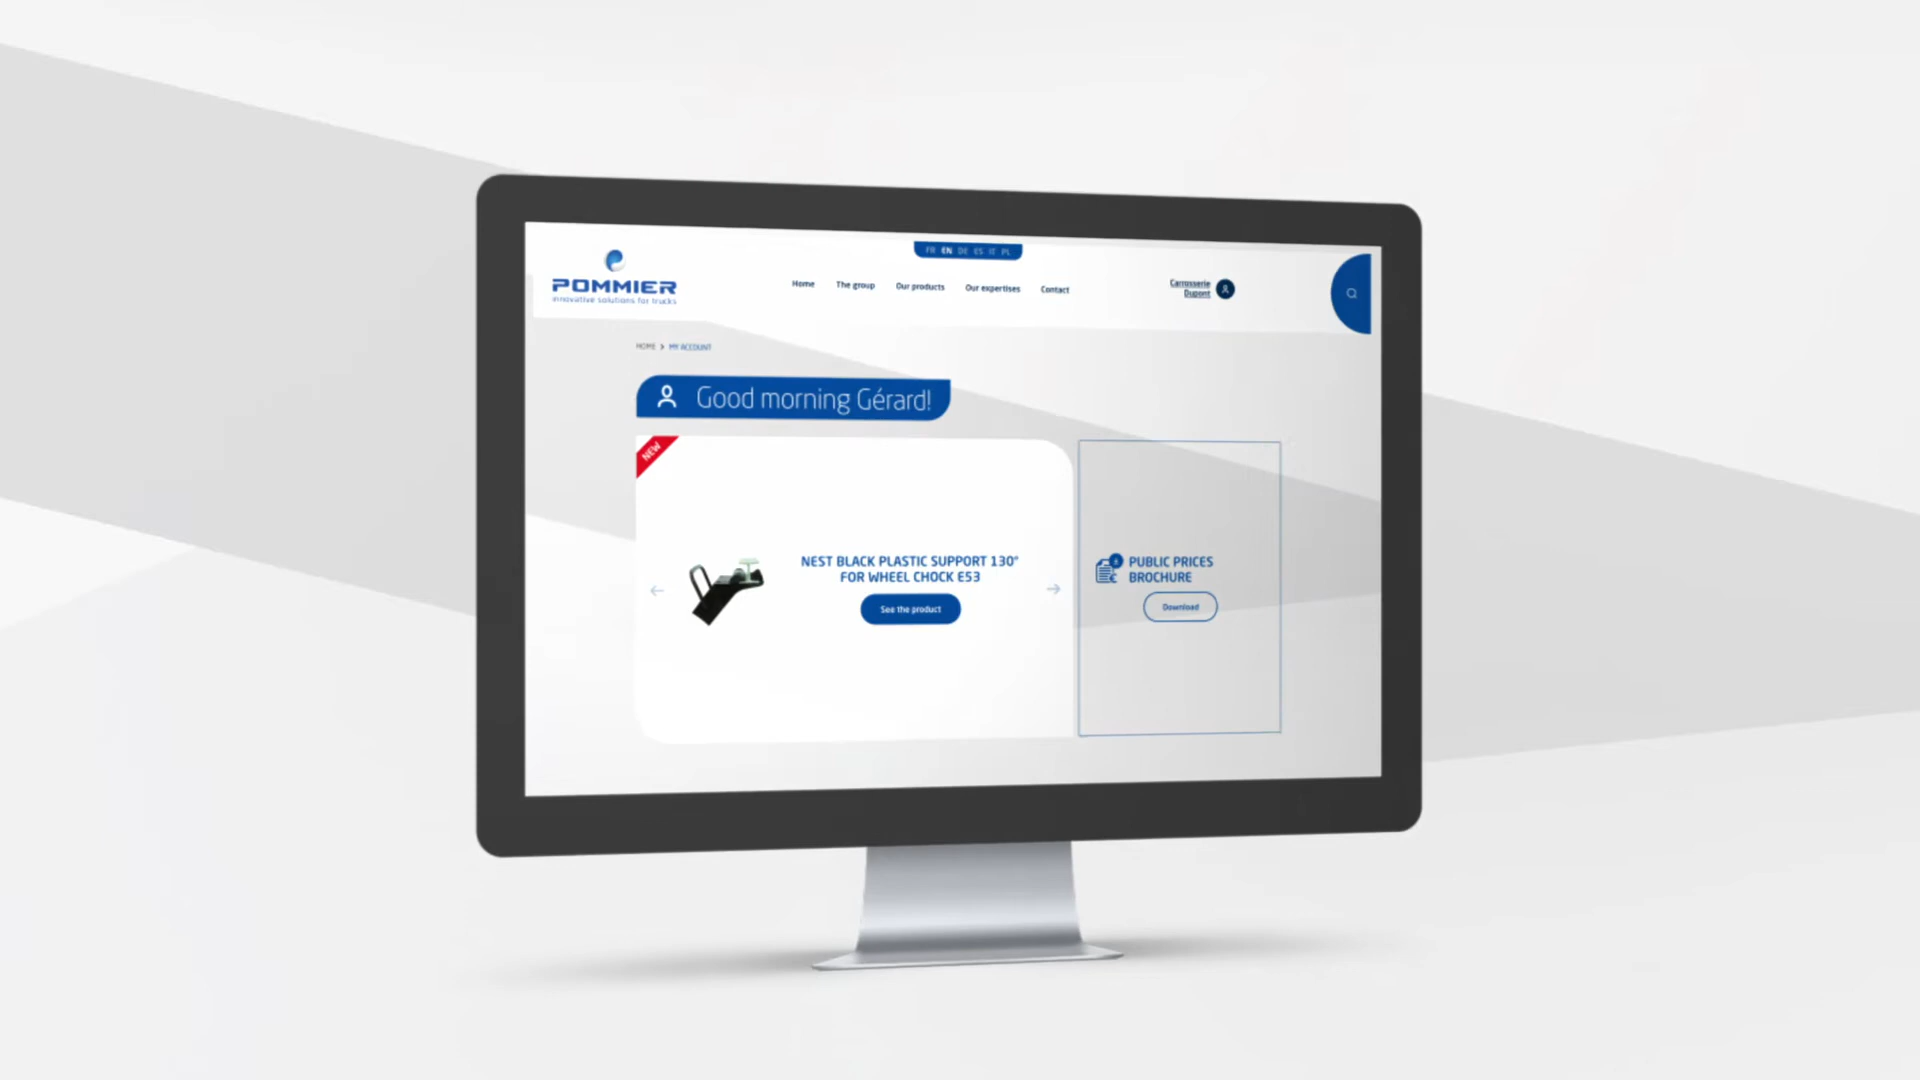 FR EN DE ES IT PL
POMMIER
innovative solutions for trucks
Home The group Our products Our expertises Contact
Carrosserie
Dupont
HOME > MY ACCOUNT
Good morning Gérard!
NEW
NEST BLACK PLASTIC SUPPORT 130°
FOR WHEEL CHOCK E53
See the product
PUBLIC PRICES
BROCHURE
Download